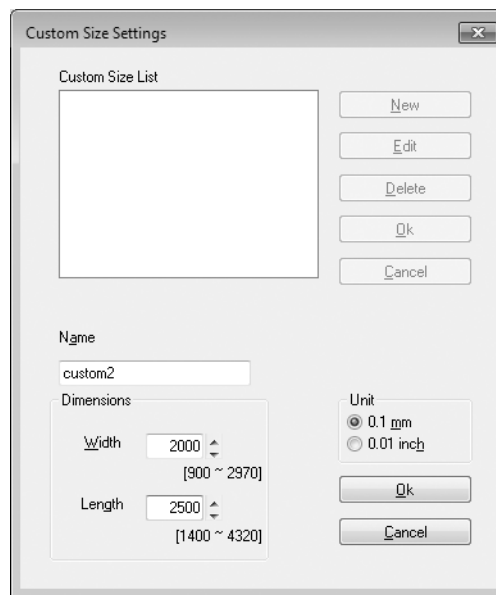 Custom Size Settings
Custom Size List
New
Edit
Delete
Ok
Cancel
Name
custom2
Dimensions
Width 2000
[900 ~ 2970]
Length 2500
[1400 ~ 4320]
Unit
0.1 mm
0.01 inch
Ok
Cancel